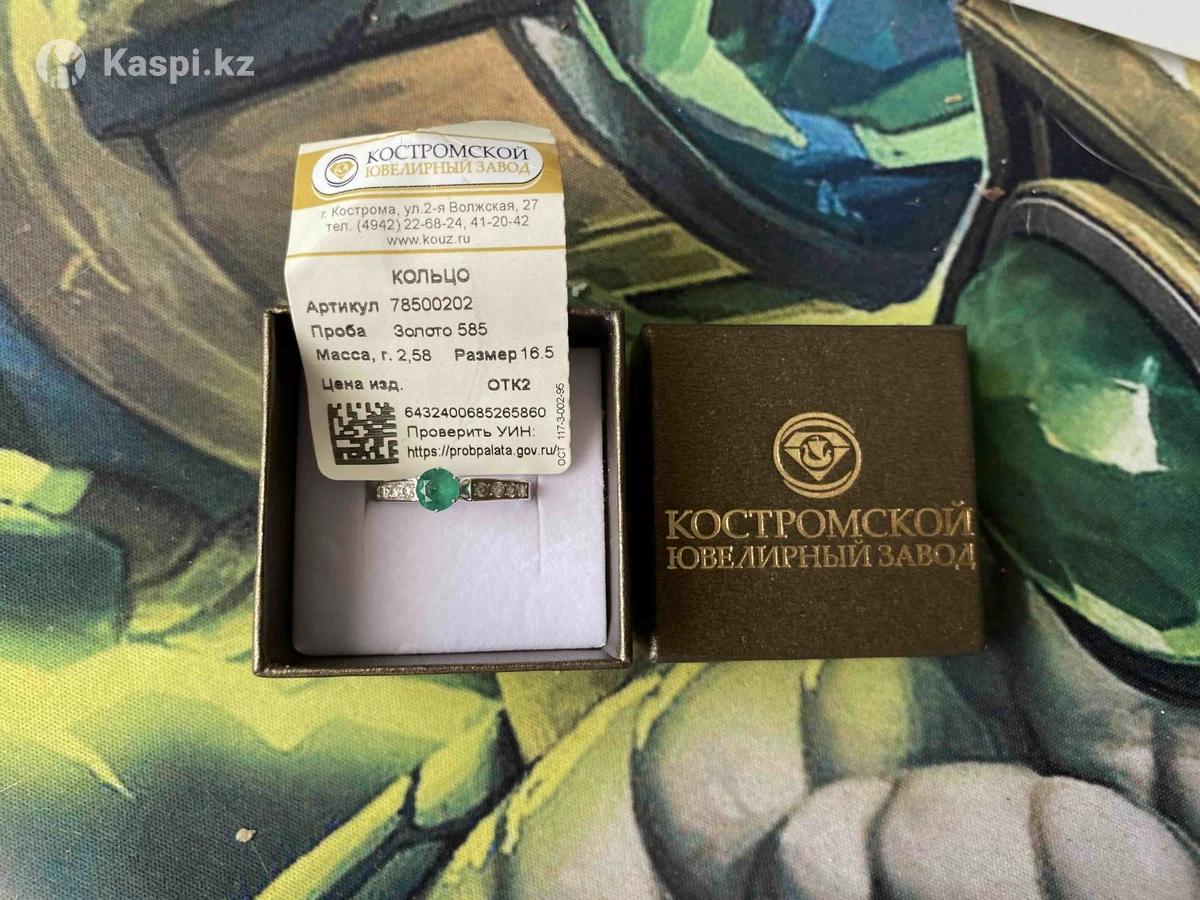 Kaspi.kz
КОСТРОМСКОЙ
ЮВЕЛИРНЫЙ ЗАВОД
г. Кострома, ул.2-я Волжская, 27
тел. (4942) 22-68-24, 41-20-42
www.kouz.ru
КОЛЬЦО
Артикул 78500202
Проба Золото 585
Масса, г. 2,58 Размер 16.5
Цена изд. ОТК2
6432400685265860
Проверить УИН:
https://probpalata.gov.ru/
ОСТ 117-3-002-95
КОСТРОМСКОЙ
ЮВЕЛИРНЫЙ ЗАВОД